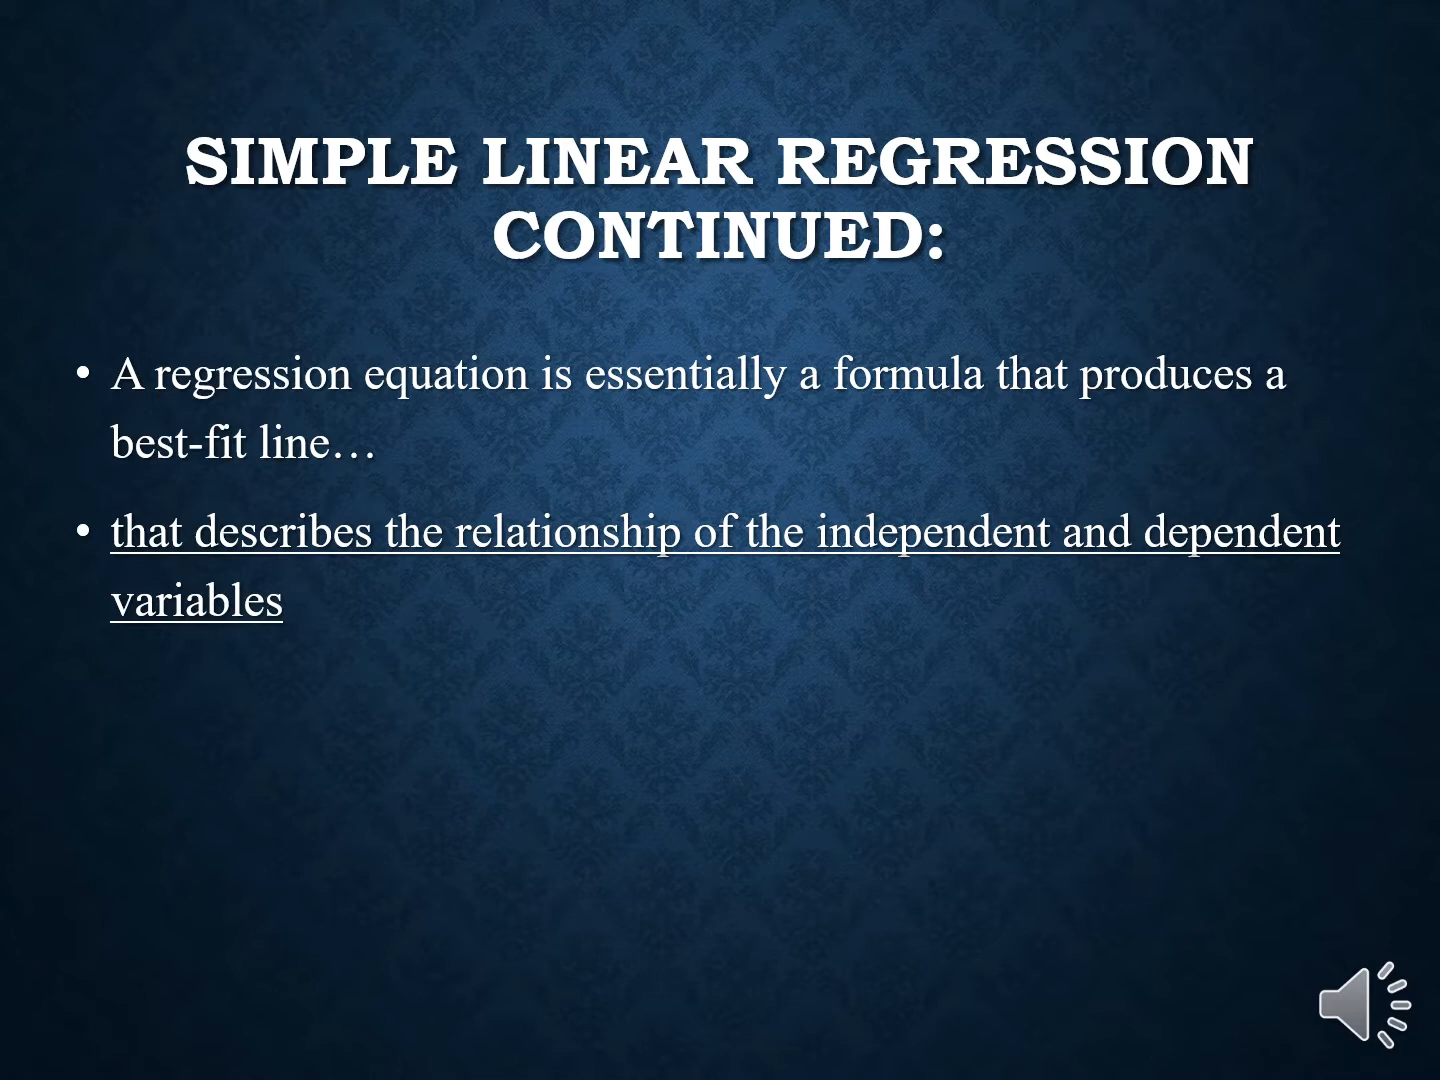 SIMPLE LINEAR REGRESSION
CONTINUED:
• A regression equation is essentially a formula that produces a
best-fit line…
• that describes the relationship of the independent and dependent
variables